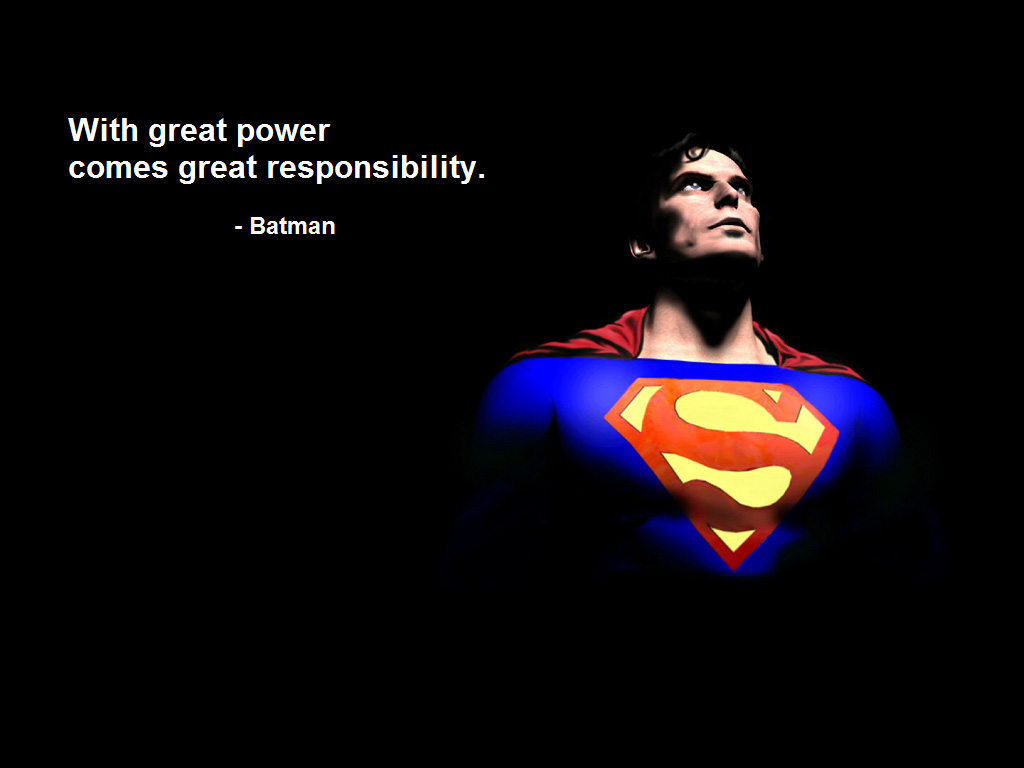 With great power
comes great responsibility.
- Batman
S